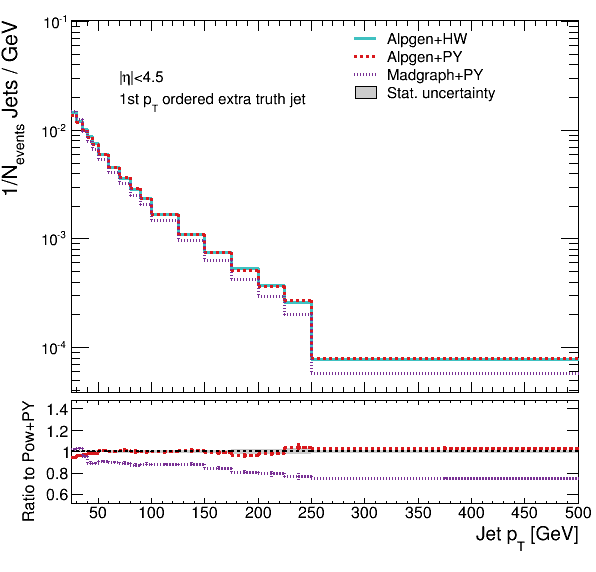 10⁻¹
Alpgen+HW
Alpgen+PY
Madgraph+PY
Stat. uncertainty
|η|<4.5
1st p_T ordered extra truth jet
1/N_events Jets / GeV
10⁻²
10⁻³
10⁻⁴
Ratio to Pow+PY
1.4
1.2
1
0.8
0.6
50 100 150 200 250 300 350 400 450 500
Jet p_T [GeV]